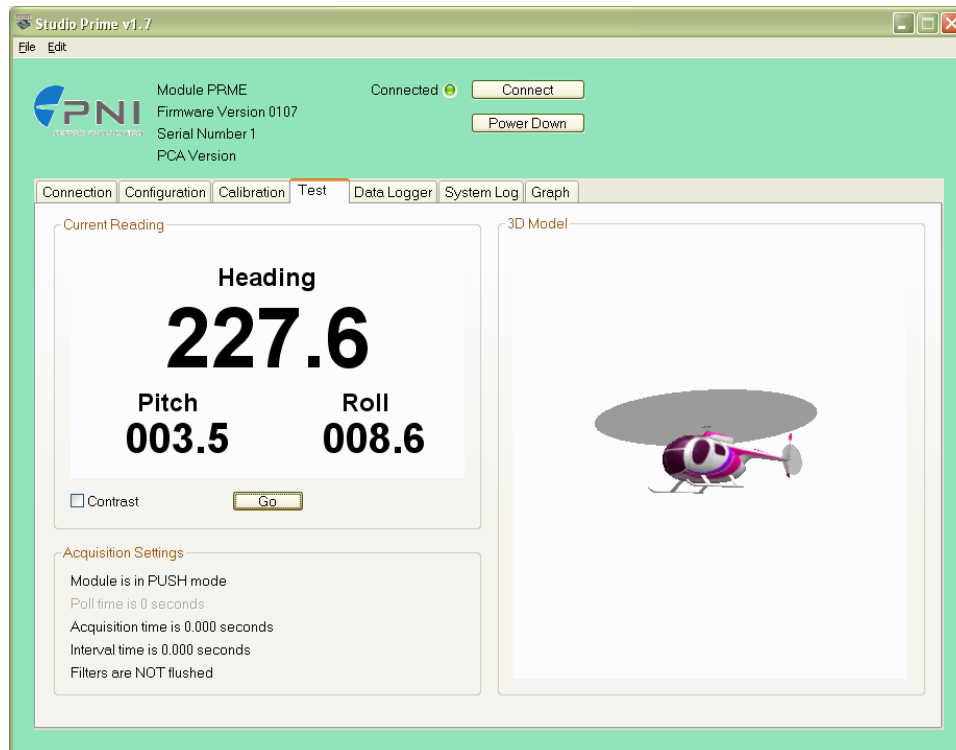 Studio Prime v1.7
File Edit
PNI
Module PRME
Firmware Version 0107
Serial Number 1
PCA Version
Connected
Connect
Power Down
Connection Configuration Calibration Test Data Logger System Log Graph
Current Reading
Heading
227.6
Pitch Roll
003.5 008.6
Contrast
Go
3D Model
Acquisition Settings
Module is in PUSH mode
Poll time is 0 seconds
Acquisition time is 0.000 seconds
Interval time is 0.000 seconds
Filters are NOT flushed